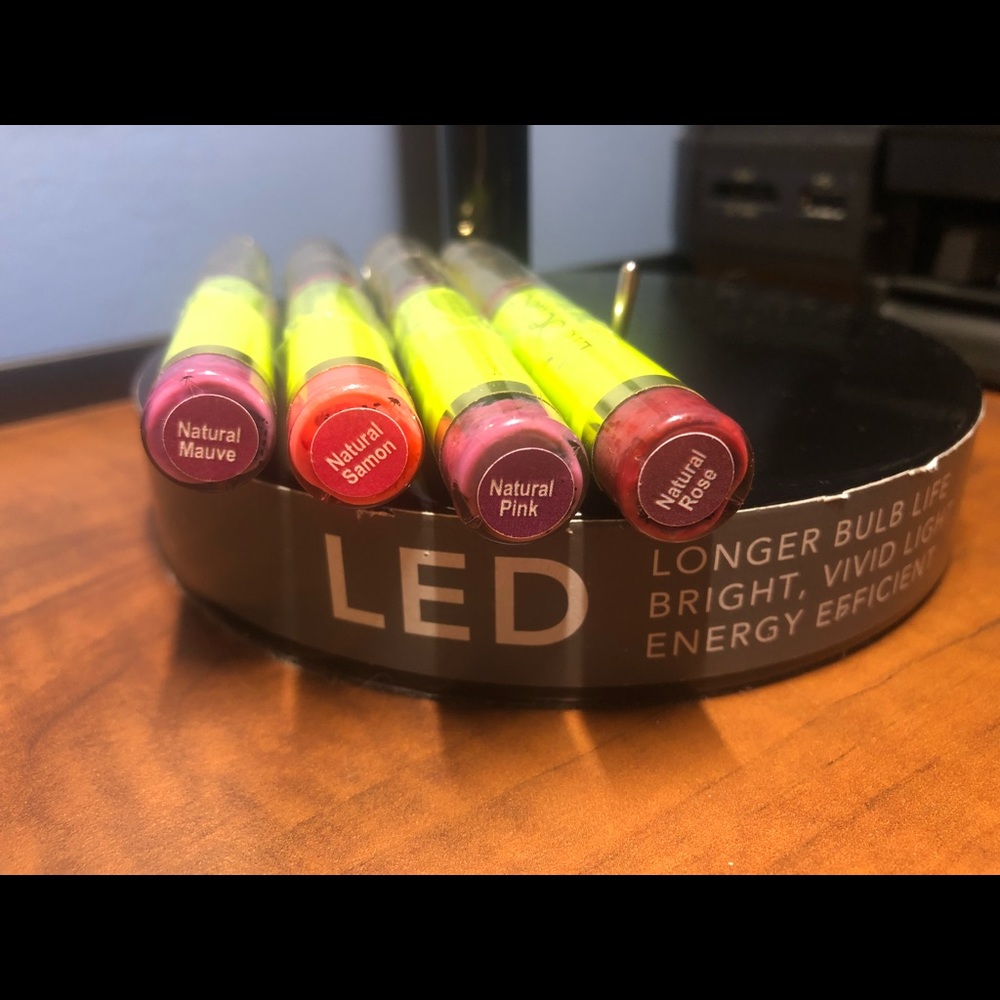 Natural
Mauve
Natural
Samon
Natural
Pink
Natural
Rose
LED
LONGER BULB LIFE
BRIGHT, VIVID LIGHT
ENERGY EFFICIENT